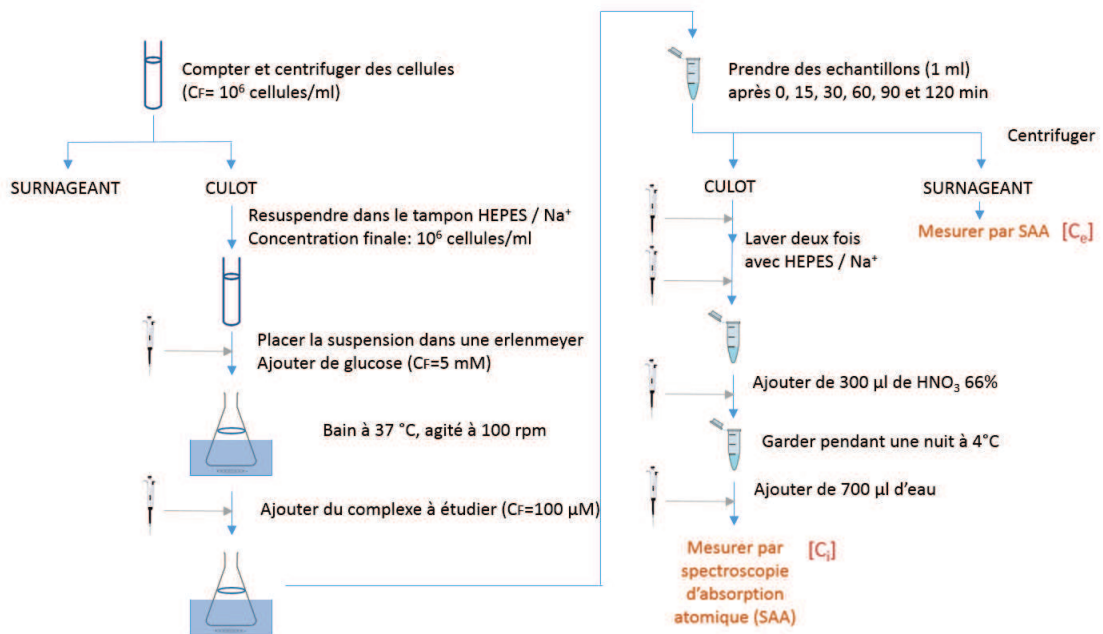 Compter et centrifuger des cellules
(CF= 10⁶ cellules/ml)
SURNAGEANT
CULOT
Resuspendre dans le tampon HEPES / Na⁺
Concentration finale: 10⁶ cellules/ml
Placer la suspension dans une erlenmeyer
Ajouter de glucose (CF=5 mM)
Bain à 37 °C, agité à 100 rpm
Ajouter du complexe à étudier (CF=100 µM)
Prendre des echantillons (1 ml)
après 0, 15, 30, 60, 90 et 120 min
Centrifuger
CULOT
SURNAGEANT
Mesurer par SAA [Cₑ]
Laver deux fois
avec HEPES / Na⁺
Ajouter de 300 µl de HNO₃ 66%
Garder pendant une nuit à 4°C
Ajouter de 700 µl d’eau
Mesurer par [Cᵢ]
spectroscopie
d’absorption
atomique (SAA)